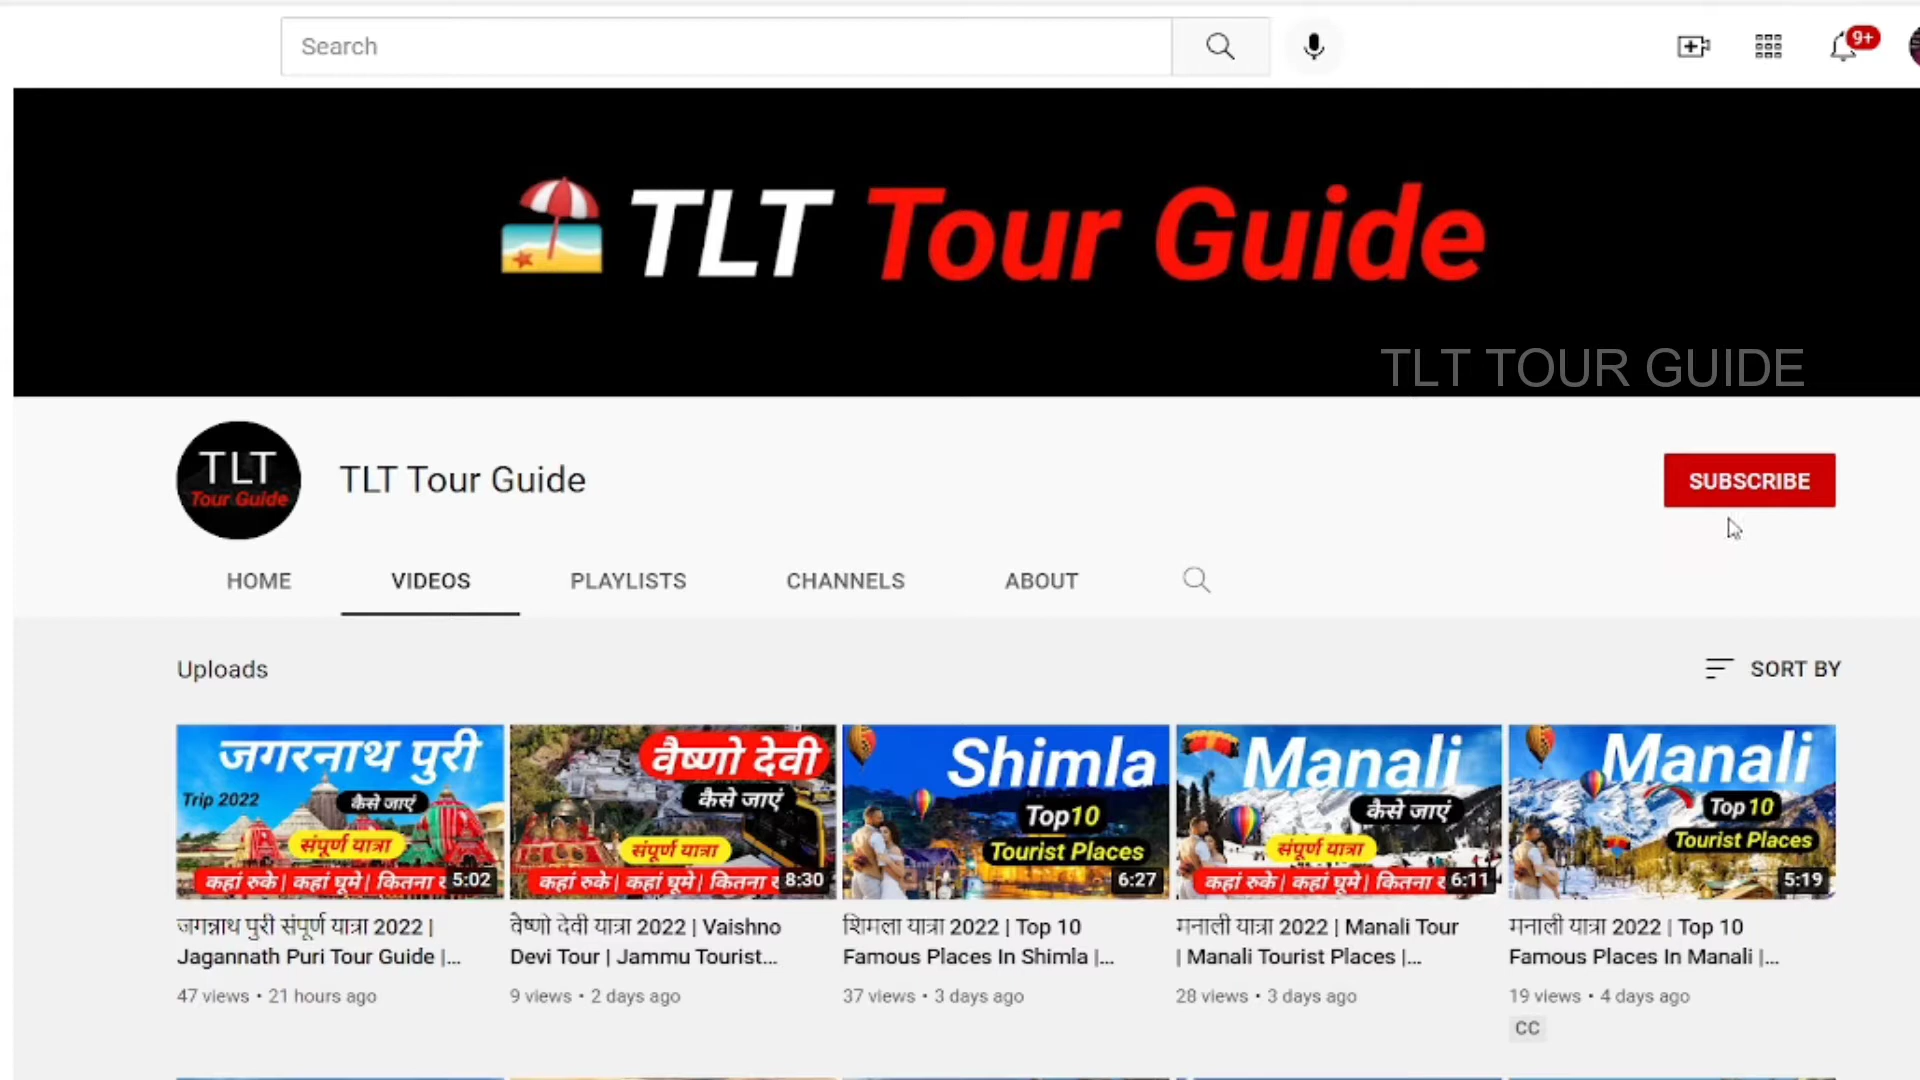 Search
9+
TLT Tour Guide
TLT TOUR GUIDE
TLT
Tour Guide
TLT Tour Guide
SUBSCRIBE
HOME
VIDEOS
PLAYLISTS
CHANNELS
ABOUT
Uploads
SORT BY
जगरनाथ पुरी
Trip 2022
कैसे जाएं
संपूर्ण यात्रा
कहां रुके | कहां घूमे | कितना
5:02
वैष्णो देवी
कैसे जाएं
संपूर्ण यात्रा
कहां रुके | कहां घूमे | कितना
8:30
Shimla
Top10
Tourist Places
6:27
Manali
कैसे जाएं
संपूर्ण यात्रा
कहां रुके | कहां घूमे | कितना
6:11
Manali
Top 10
Tourist Places
5:19
जगन्नाथ पुरी संपूर्ण यात्रा 2022 |
Jagannath Puri Tour Guide |...
47 views • 21 hours ago
वेष्णो देवी यात्रा 2022 | Vaishno
Devi Tour | Jammu Tourist...
9 views • 2 days ago
शिमला यात्रा 2022 | Top 10
Famous Places In Shimla |...
37 views • 3 days ago
मनाली यात्रा 2022 | Manali Tour
| Manali Tourist Places |...
28 views • 3 days ago
मनाली यात्रा 2022 | Top 10
Famous Places In Manali |...
19 views • 4 days ago
CC